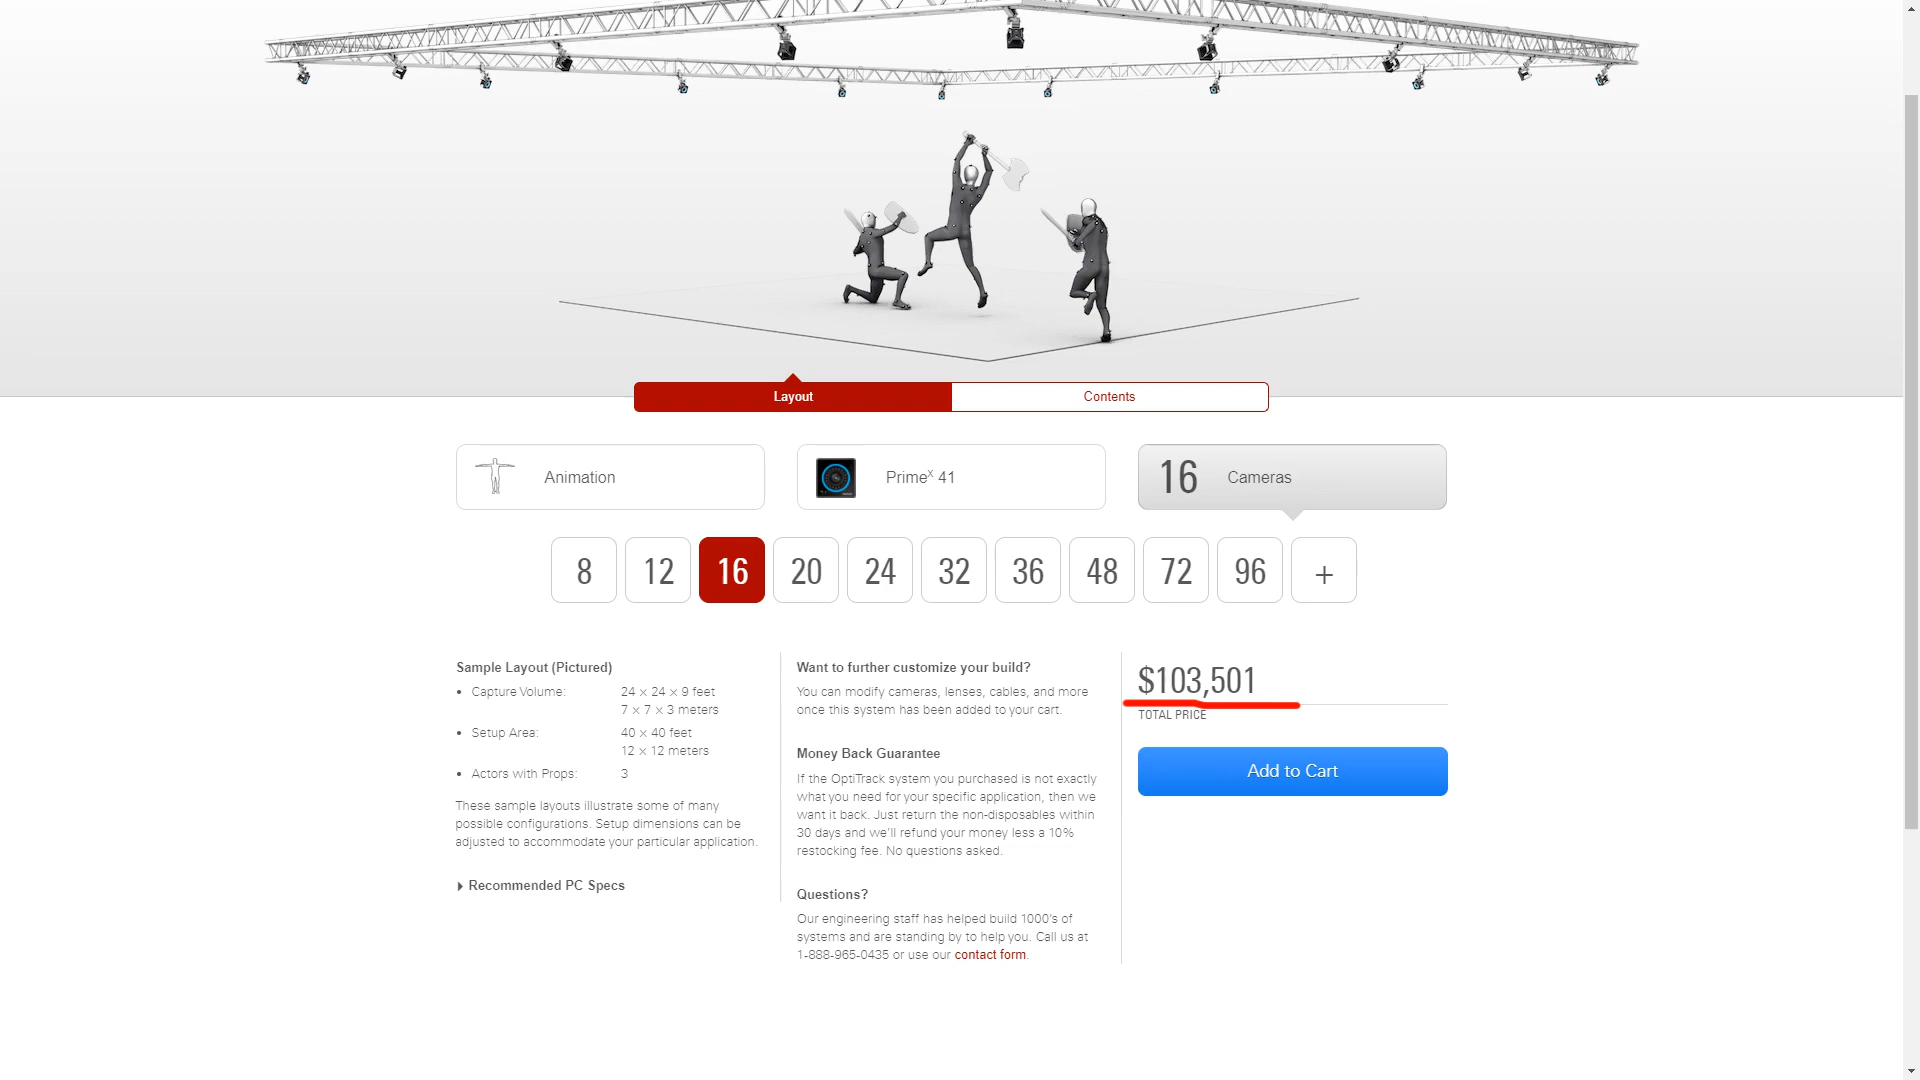 Layout
Contents
Animation
Primeˣ 41
16 Cameras
8 12 16 20 24 32 36 48 72 96 +
Sample Layout (Pictured)
• Capture Volume: 24 × 24 × 9 feet
7 × 7 × 3 meters
• Setup Area: 40 × 40 feet
12 × 12 meters
• Actors with Props: 3
These sample layouts illustrate some of many
possible configurations. Setup dimensions can be
adjusted to accommodate your particular application.
Recommended PC Specs
Want to further customize your build?
You can modify cameras, lenses, cables, and more
once this system has been added to your cart.
Money Back Guarantee
If the OptiTrack system you purchased is not exactly
what you need for your specific application, then we
want it back. Just return the non-disposables within
30 days and we'll refund your money less a 10%
restocking fee. No questions asked.
Questions?
Our engineering staff has helped build 1000's of
systems and are standing by to help you. Call us at
1-888-965-0435 or use our contact form.
$103,501
TOTAL PRICE
Add to Cart